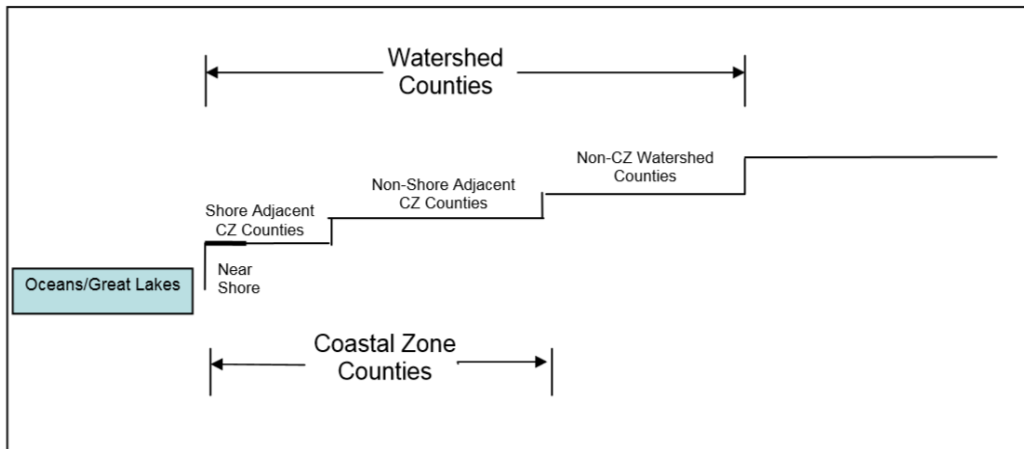 Watershed
Counties
Non-CZ Watershed
Counties
Non-Shore Adjacent
CZ Counties
Shore Adjacent
CZ Counties
Near
Shore
Oceans/Great Lakes
Coastal Zone
Counties